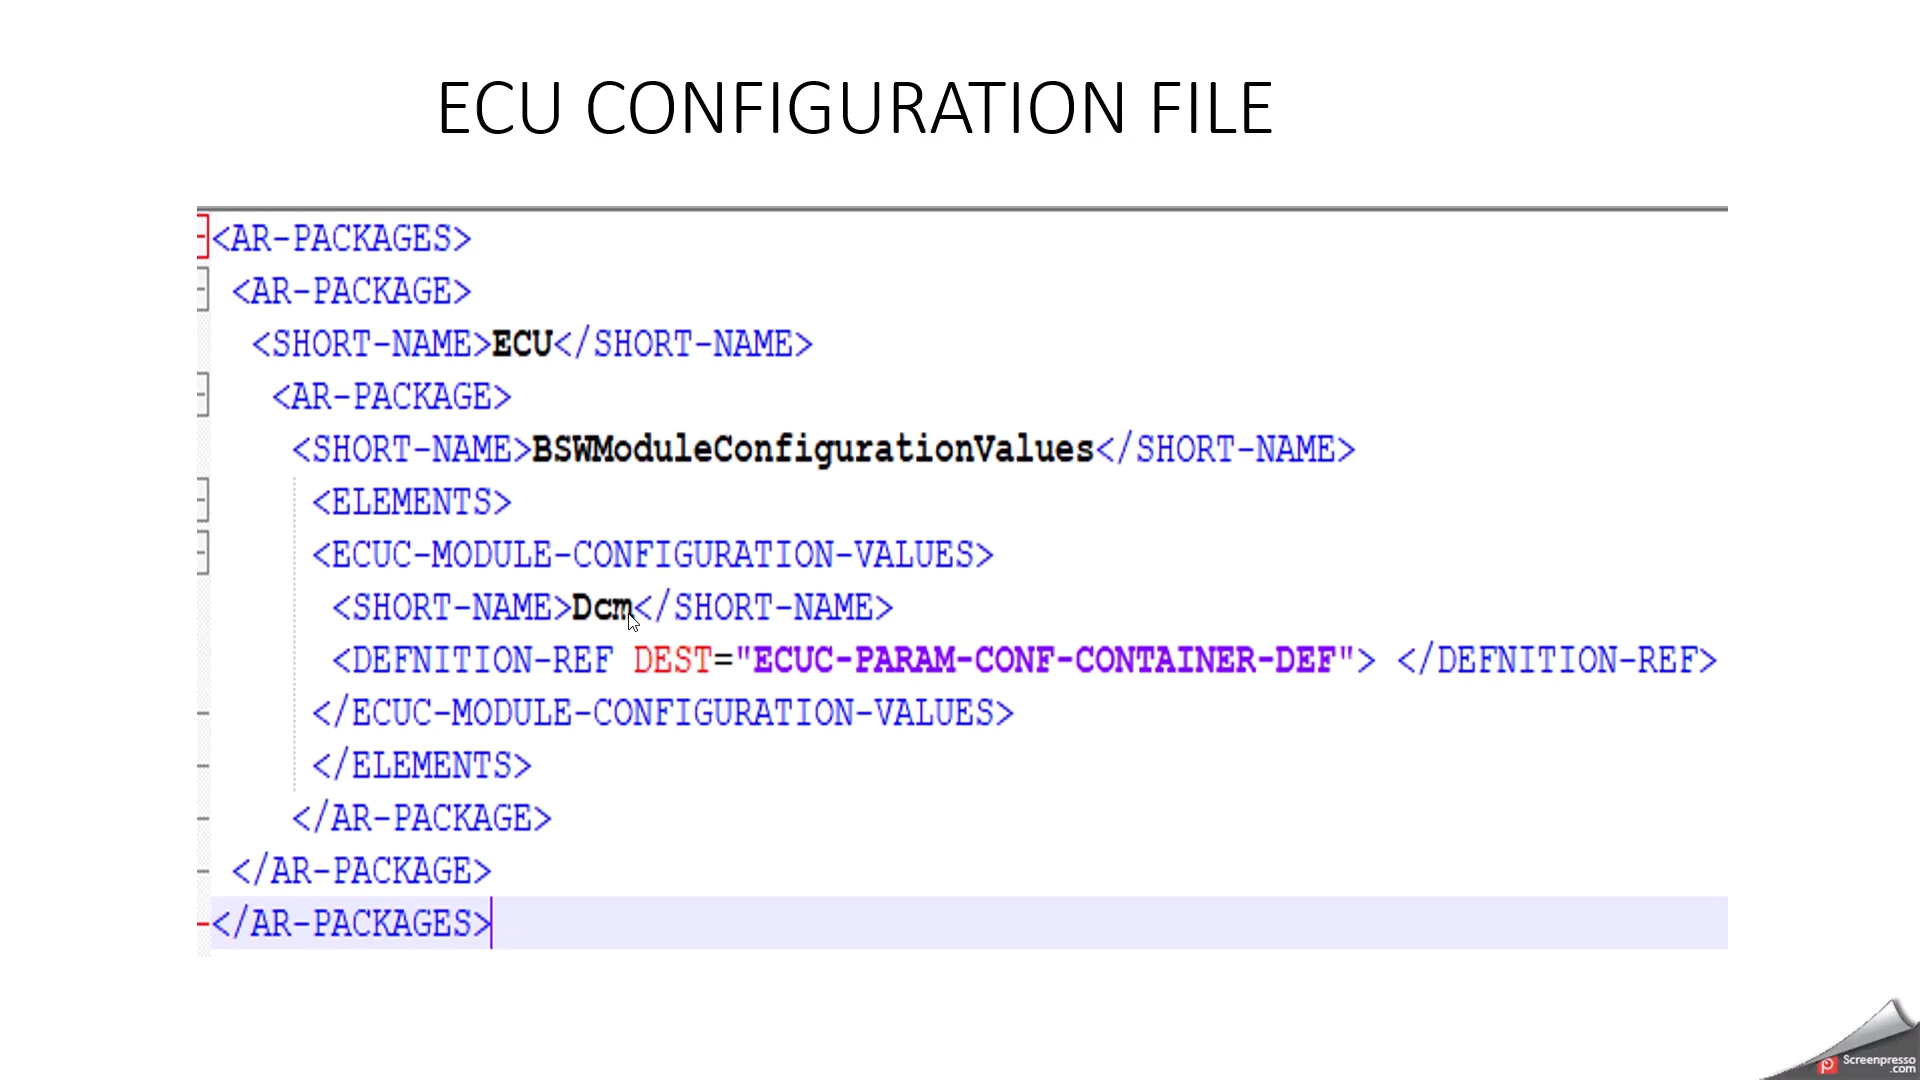 ECU CONFIGURATION FILE
<AR-PACKAGES>
<AR-PACKAGE>
<SHORT-NAME>ECU</SHORT-NAME>
<AR-PACKAGE>
<SHORT-NAME>BSWModuleConfigurationValues</SHORT-NAME>
<ELEMENTS>
<ECUC-MODULE-CONFIGURATION-VALUES>
<SHORT-NAME>Dcm</SHORT-NAME>
<DEFNITION-REF DEST="ECUC-PARAM-CONF-CONTAINER-DEF"> </DEFNITION-REF>
</ECUC-MODULE-CONFIGURATION-VALUES>
</ELEMENTS>
</AR-PACKAGE>
</AR-PACKAGE>
</AR-PACKAGES>
Screenpresso
.com